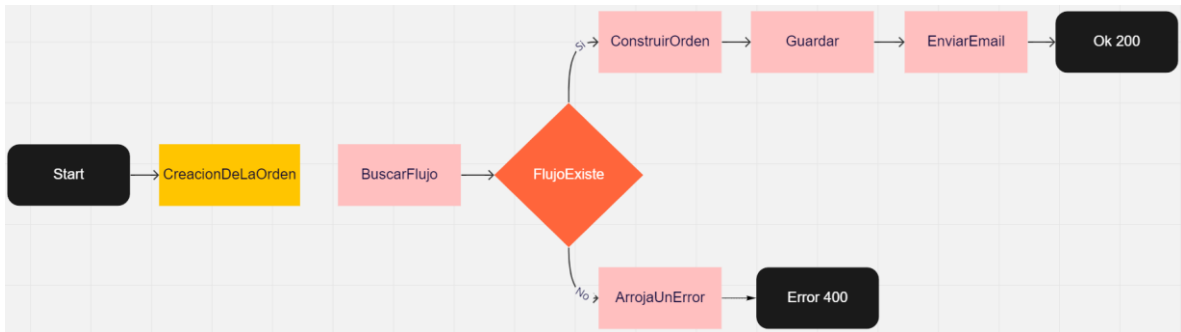 Start
CreacionDeLaOrden
BuscarFlujo
FlujoExiste
Si
ConstruirOrden
Guardar
EnviarEmail
Ok 200
No
ArrojaUnError
Error 400